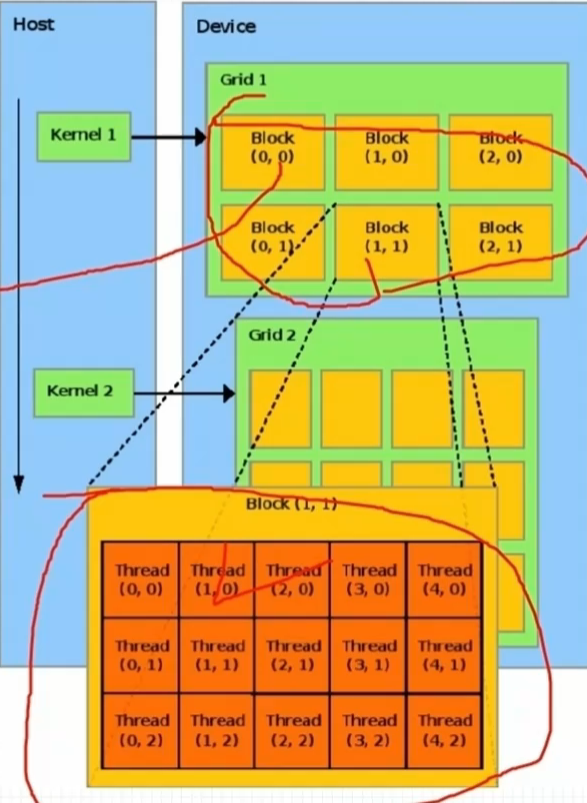 Host
Device
Grid 1
Kernel 1
Block
(0, 0)
Block
(1, 0)
Block
(2, 0)
Block
(0, 1)
Block
(1, 1)
Block
(2, 1)
Grid 2
Kernel 2
Block (1, 1)
Thread
(0, 0)
Thread
(1, 0)
Thread
(2, 0)
Thread
(3, 0)
Thread
(4, 0)
Thread
(0, 1)
Thread
(1, 1)
Thread
(2, 1)
Thread
(3, 1)
Thread
(4, 1)
Thread
(0, 2)
Thread
(1, 2)
Thread
(2, 2)
Thread
(3, 2)
Thread
(4, 2)